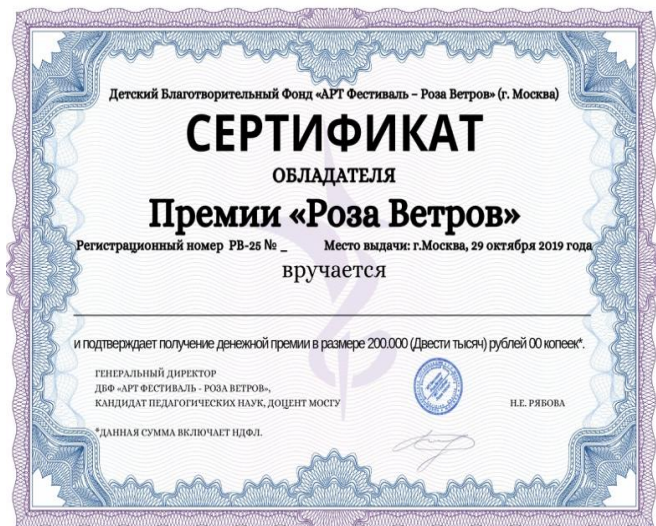 Детский Благотворительный Фонд «АРТ Фестиваль – Роза Ветров» (г. Москва)
СЕРТИФИКАТ
ОБЛАДАТЕЛЯ
Премии «Роза Ветров»
Регистрационный номер РВ-25 № _ Место выдачи: г.Москва, 29 октября 2019 года
вручается
и подтверждает получение денежной премии в размере 200.000 (Двести тысяч) рублей 00 копеек*.
ГЕНЕРАЛЬНЫЙ ДИРЕКТОР
ДБФ «АРТ ФЕСТИВАЛЬ - РОЗА ВЕТРОВ»,
КАНДИДАТ ПЕДАГОГИЧЕСКИХ НАУК, ДОЦЕНТ МОСГУ Н.Е. РЯБОВА
*ДАННАЯ СУММА ВКЛЮЧАЕТ НДФЛ.